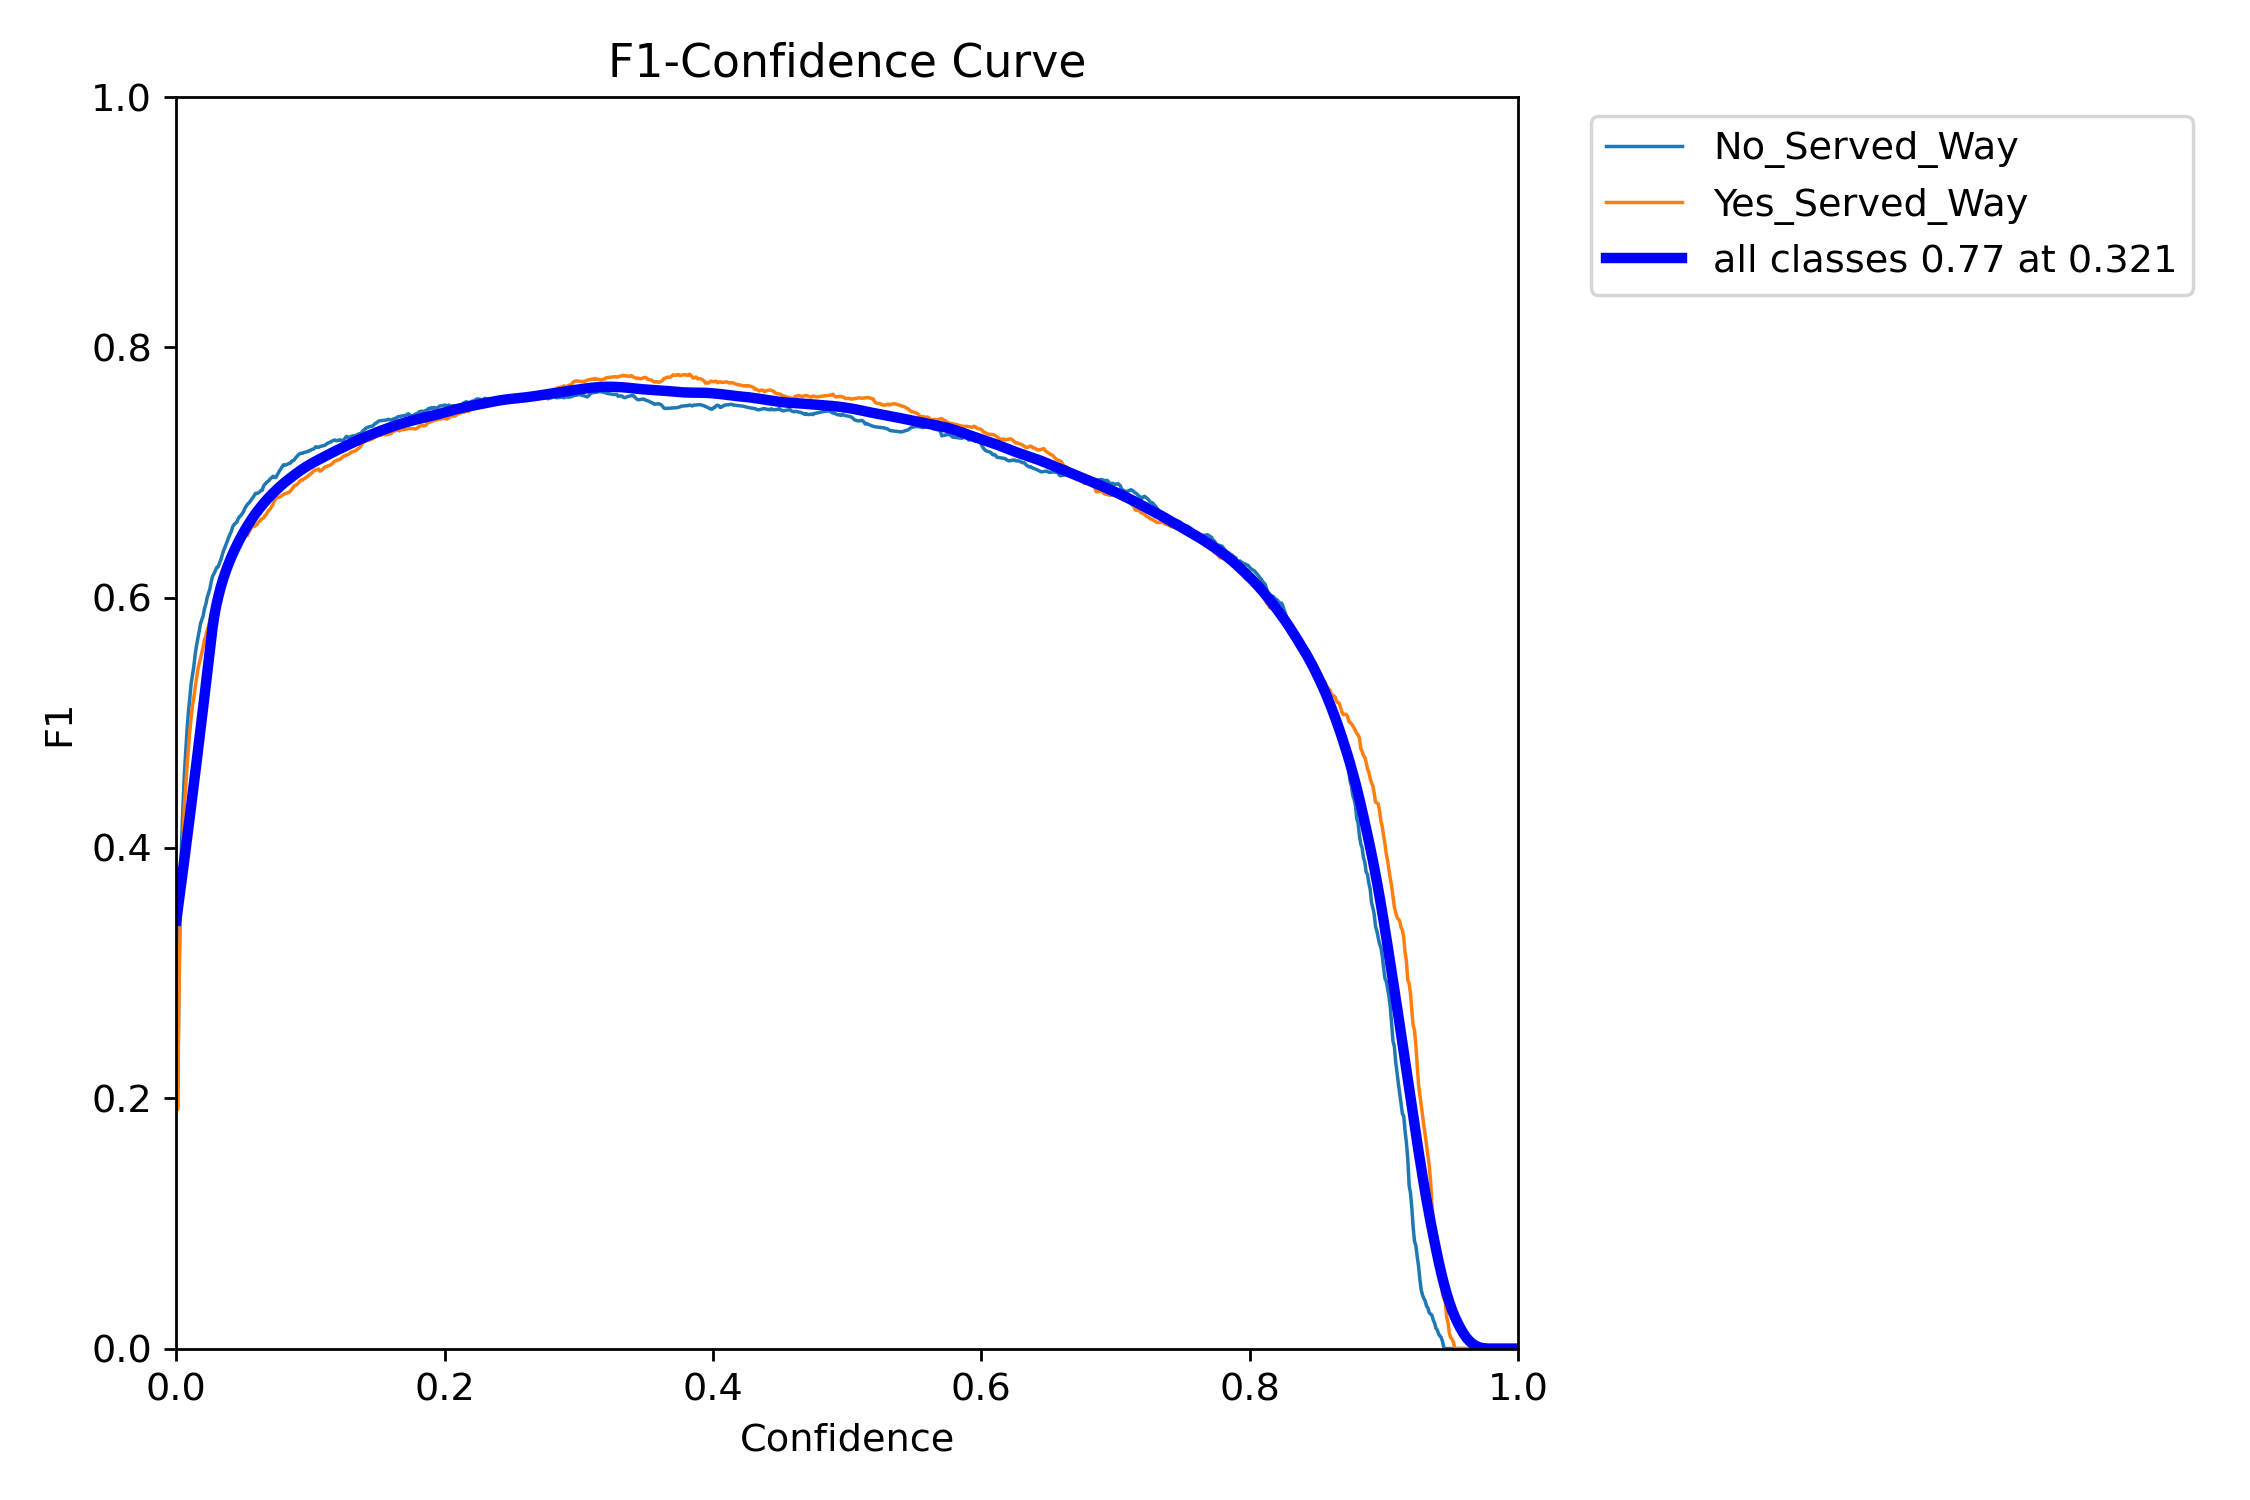 F1-Confidence Curve
1.0
0.8
0.6
0.4
0.2
0.0
F1
0.0 0.2 0.4 0.6 0.8 1.0
Confidence
No_Served_Way
Yes_Served_Way
all classes 0.77 at 0.321